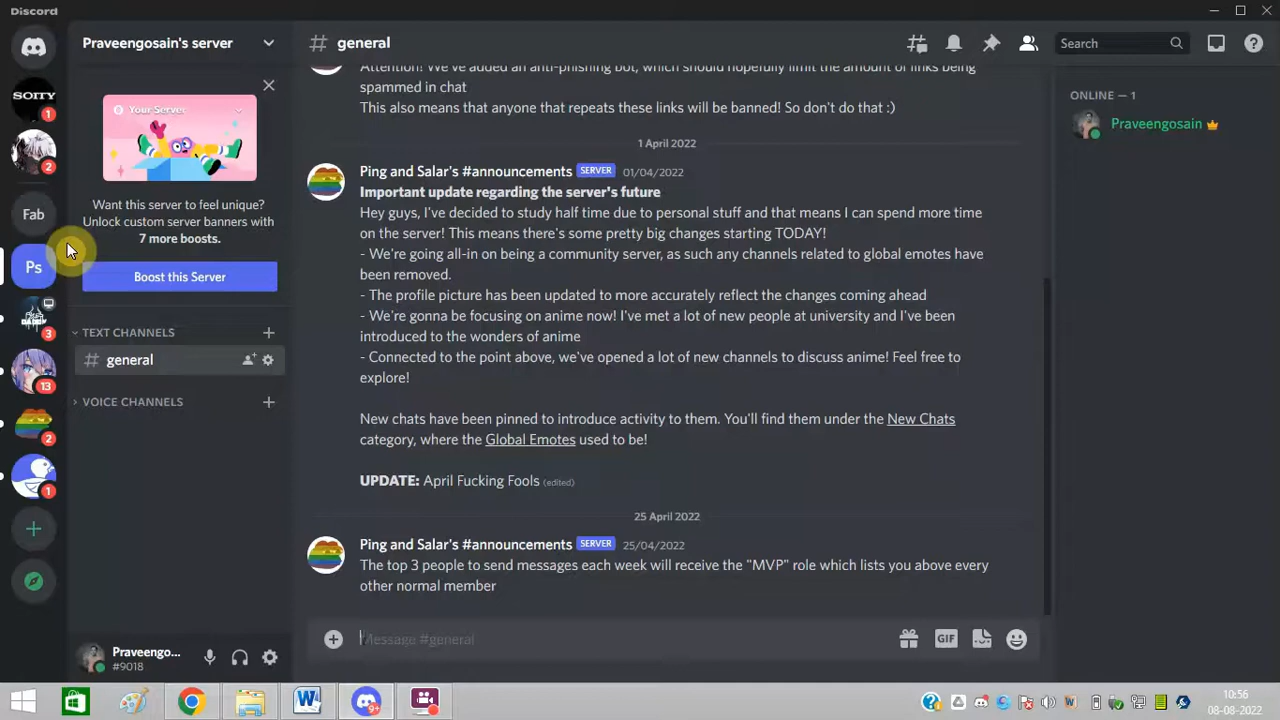 Discord
SOITY
1
2
Fab
Ps
3
13
2
1
Praveengosain's server
Your Server
Want this server to feel unique?
Unlock custom server banners with
7 more boosts.
Boost this Server
TEXT CHANNELS
general
VOICE CHANNELS
Praveengo...
#9018
general
Search
Attention! We've added an anti-phishing bot, which should hopefully limit the amount of links being
spammed in chat
This also means that anyone that repeats these links will be banned! So don't do that :)
1 April 2022
Ping and Salar's #announcements SERVER 01/04/2022
Important update regarding the server's future
Hey guys, I've decided to study half time due to personal stuff and that means I can spend more time
on the server! This means there's some pretty big changes starting TODAY!
- We're going all-in on being a community server, as such any channels related to global emotes have
been removed.
- The profile picture has been updated to more accurately reflect the changes coming ahead
- We're gonna be focusing on anime now! I've met a lot of new people at university and I've been
introduced to the wonders of anime
- Connected to the point above, we've opened a lot of new channels to discuss anime! Feel free to
explore!
New chats have been pinned to introduce activity to them. You'll find them under the New Chats
category, where the Global Emotes used to be!
UPDATE: April Fucking Fools (edited)
25 April 2022
Ping and Salar's #announcements SERVER 25/04/2022
The top 3 people to send messages each week will receive the "MVP" role which lists you above every
other normal member
Message #general
GIF
ONLINE — 1
Praveengosain
9+
10:56
08-08-2022